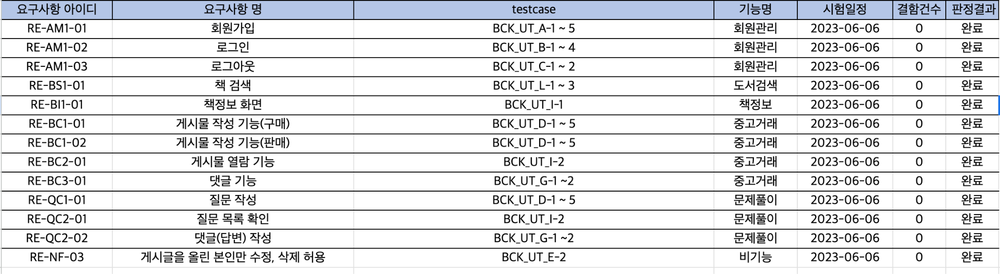 요구사항 아이디 요구사항 명 testcase 기능명 시험일정 결함건수 판정결과
RE-AM1-01 회원가입 BCK_UT_A-1 ~ 5 회원관리 2023-06-06 0 완료
RE-AM1-02 로그인 BCK_UT_B-1 ~ 4 회원관리 2023-06-06 0 완료
RE-AM1-03 로그아웃 BCK_UT_C-1 ~ 2 회원관리 2023-06-06 0 완료
RE-BS1-01 책 검색 BCK_UT_L-1 ~ 3 도서검색 2023-06-06 0 완료
RE-BI1-01 책정보 화면 BCK_UT_I-1 책정보 2023-06-06 0 완료
RE-BC1-01 게시물 작성 기능(구매) BCK_UT_D-1 ~ 5 중고거래 2023-06-06 0 완료
RE-BC1-02 게시물 작성 기능(판매) BCK_UT_D-1 ~ 5 중고거래 2023-06-06 0 완료
RE-BC2-01 게시물 열람 기능 BCK_UT_I-2 중고거래 2023-06-06 0 완료
RE-BC3-01 댓글 기능 BCK_UT_G-1 ~2 중고거래 2023-06-06 0 완료
RE-QC1-01 질문 작성 BCK_UT_D-1 ~ 5 문제풀이 2023-06-06 0 완료
RE-QC2-01 질문 목록 확인 BCK_UT_I-2 문제풀이 2023-06-06 0 완료
RE-QC2-02 댓글(답변) 작성 BCK_UT_G-1 ~2 문제풀이 2023-06-06 0 완료
RE-NF-03 게시글을 올린 본인만 수정, 삭제 허용 BCK_UT_E-2 비기능 2023-06-06 0 완료